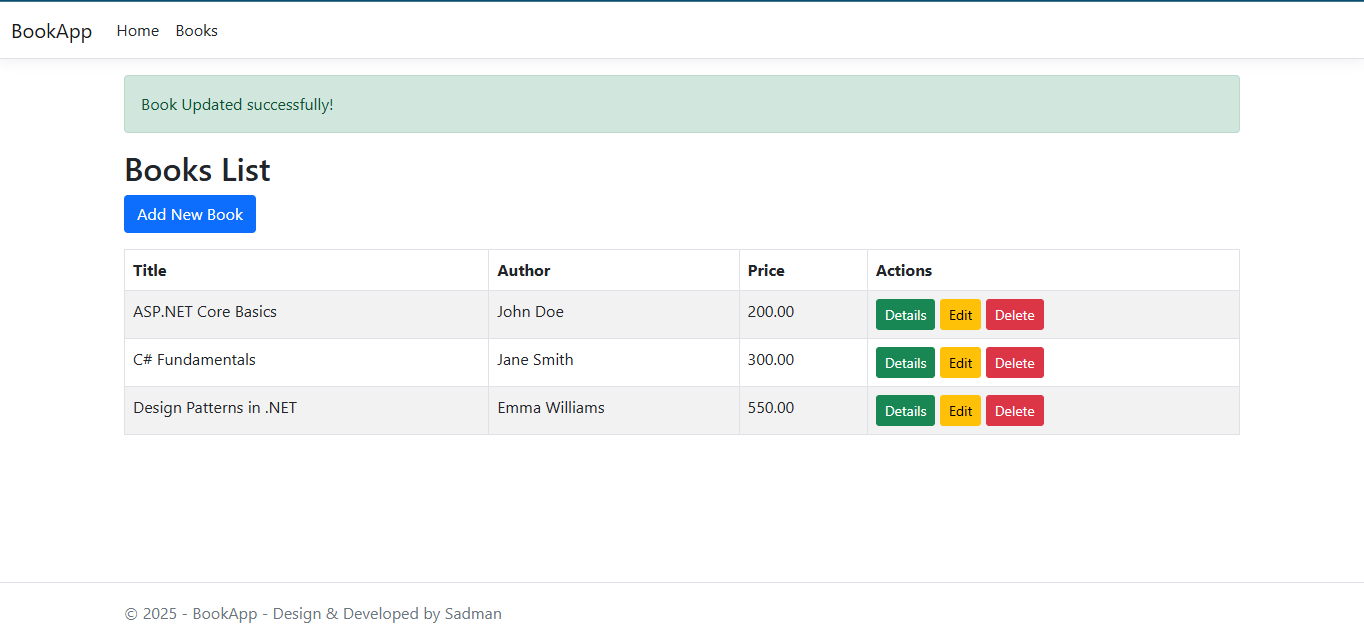 BookApp Home Books
Book Updated successfully!
Books List
Add New Book
Title Author Price Actions
ASP.NET Core Basics John Doe 200.00 Details Edit Delete
C# Fundamentals Jane Smith 300.00 Details Edit Delete
Design Patterns in .NET Emma Williams 550.00 Details Edit Delete
© 2025 - BookApp - Design & Developed by Sadman